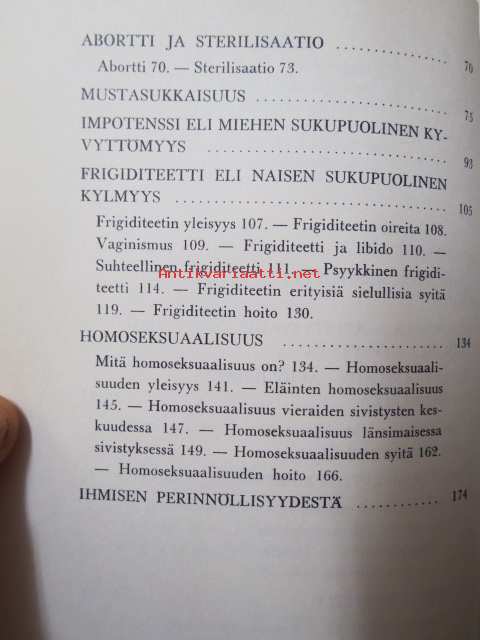 ABORTTI JA STERILISAATIO .................. 70
Abortti 70. — Sterilisaatio 73.
MUSTASUKKAISUUS .................. 75
IMPOTENSSI ELI MIEHEN SUKUPUOLINEN KY-
VYTTÖMYYS .................. 93
FRIGIDITEETTI ELI NAISEN SUKUPUOLINEN
KYLMYYS .................. 105
Frigiditeetin yleisyys 107. — Frigiditeetin oireita 108.
Vaginismus 109. — Frigiditeetti ja libido 110. —
Suhteellinen frigiditeetti 111. — Psyykkinen frigidi-
Antikvariaatti.net
teetti 114. — Frigiditeetin erityisiä sielullisia syitä
119. — Frigiditeetin hoito 130.
HOMOSEKSUAALISUUS .................. 134
Mitä homoseksuaalisuus on? 134. — Homoseksuaali-
suuden yleisyys 141. — Eläinten homoseksuaalisuus
145. — Homoseksuaalisuus vieraiden sivistysten kes-
kuudessa 147. — Homoseksuaalisuus länsimaisessa
sivistyksessä 149. — Homoseksuaalisuuden syitä 162.
— Homoseksuaalisuuden hoito 166.
IHMISEN PERINNÖLLISYYDESTÄ ............ 174